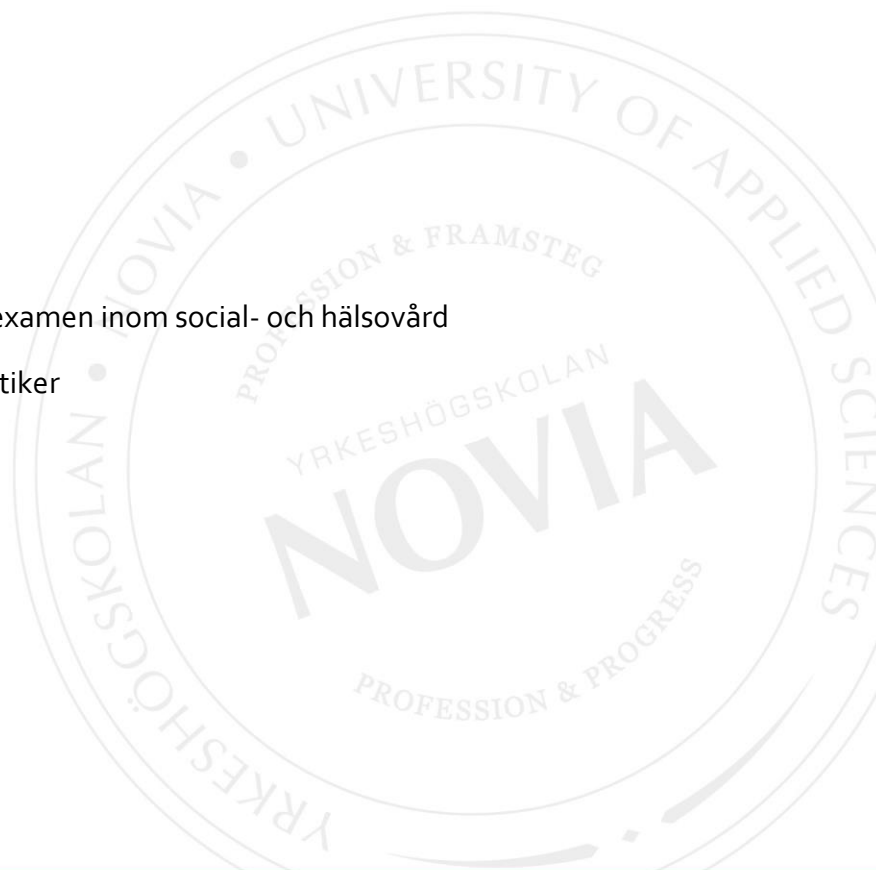 examen inom social- och hälsovård
tiker
YRKESHÖGSKOLAN • NOVIA • UNIVERSITY OF APPLIED SCIENCES
PROFESSION & FRAMSTEG
YRKESHÖGSKOLAN
NOVIA
PROFESSION & PROGRESS